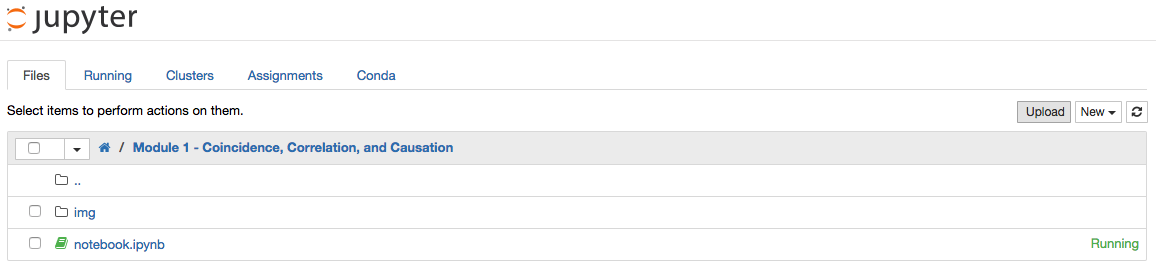 jupyter
Files Running Clusters Assignments Conda
Select items to perform actions on them. Upload New
/ Module 1 - Coincidence, Correlation, and Causation
..
img
notebook.ipynb Running